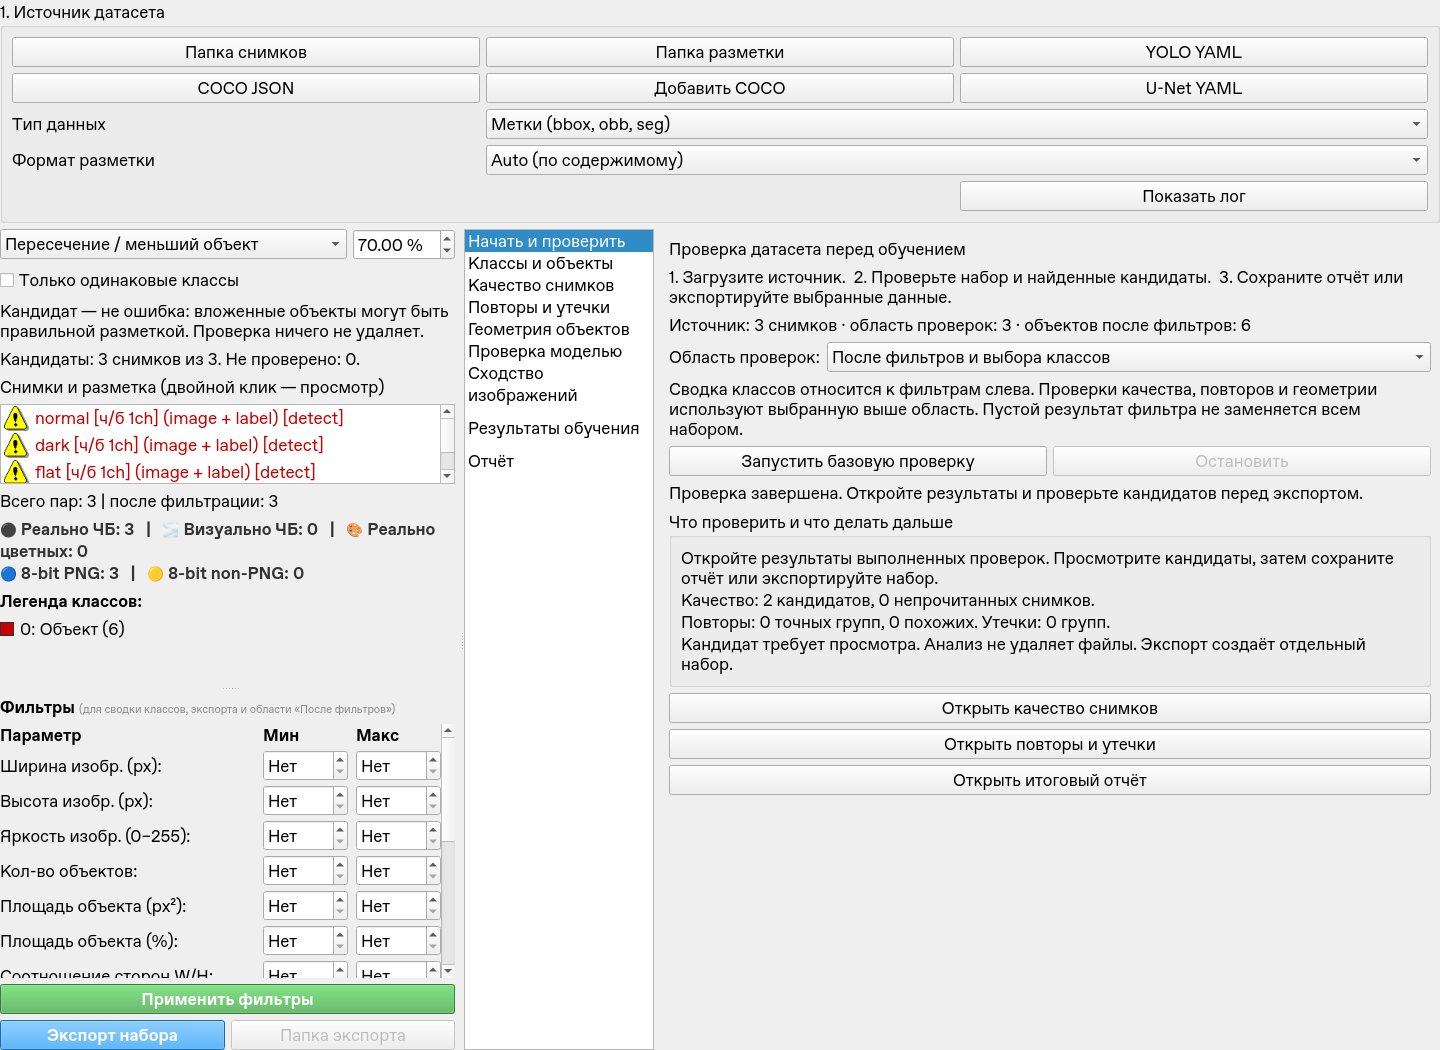 1. Источник датасета
Папка снимков
Папка разметки
YOLO YAML
COCO JSON
Добавить COCO
U-Net YAML
Тип данных
Метки (bbox, obb, seg)
Формат разметки
Auto (по содержимому)
Показать лог
Пересечение / меньший объект
70.00 %
Только одинаковые классы
Кандидат — не ошибка: вложенные объекты могут быть
правильной разметкой. Проверка ничего не удаляет.
Кандидаты: 3 снимков из 3. Не проверено: 0.
Снимки и разметка (двойной клик — просмотр)
normal [ч/б 1ch] (image + label) [detect]
dark [ч/б 1ch] (image + label) [detect]
flat [ч/б 1ch] (image + label) [detect]
Всего пар: 3 | после фильтрации: 3
Реально ЧБ: 3 | Визуально ЧБ: 0 | Реально
цветных: 0
8-bit PNG: 3 | 8-bit non-PNG: 0
Легенда классов:
0: Объект (6)
Фильтры (для сводки классов, экспорта и области «После фильтров»)
Параметр Мин Макс
Ширина изобр. (px): Нет Нет
Высота изобр. (px): Нет Нет
Яркость изобр. (0–255): Нет Нет
Кол-во объектов: Нет Нет
Площадь объекта (px²): Нет Нет
Площадь объекта (%): Нет Нет
Соотношение сторон W/H: Нет Нет
Применить фильтры
Экспорт набора
Папка экспорта
Начать и проверить
Классы и объекты
Качество снимков
Повторы и утечки
Геометрия объектов
Проверка моделью
Сходство
изображений
Результаты обучения
Отчёт
Проверка датасета перед обучением
1. Загрузите источник. 2. Проверьте набор и найденные кандидаты. 3. Сохраните отчёт или
экспортируйте выбранные данные.
Источник: 3 снимков · область проверок: 3 · объектов после фильтров: 6
Область проверок: После фильтров и выбора классов
Сводка классов относится к фильтрам слева. Проверки качества, повторов и геометрии
используют выбранную выше область. Пустой результат фильтра не заменяется всем
набором.
Запустить базовую проверку
Остановить
Проверка завершена. Откройте результаты и проверьте кандидатов перед экспортом.
Что проверить и что делать дальше
Откройте результаты выполненных проверок. Просмотрите кандидаты, затем сохраните
отчёт или экспортируйте набор.
Качество: 2 кандидатов, 0 непрочитанных снимков.
Повторы: 0 точных групп, 0 похожих. Утечки: 0 групп.
Кандидат требует просмотра. Анализ не удаляет файлы. Экспорт создаёт отдельный
набор.
Открыть качество снимков
Открыть повторы и утечки
Открыть итоговый отчёт